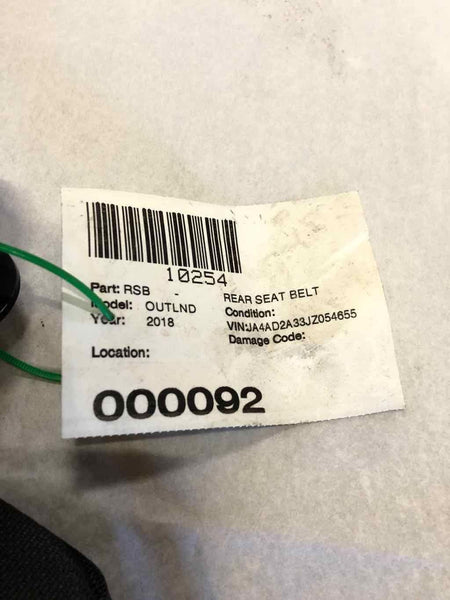 10254
Part: RSB - REAR SEAT BELT
Model: OUTLND Condition:
Year: 2018 VIN:JA4AD2A33JZ054655
Damage Code:
Location:
000092